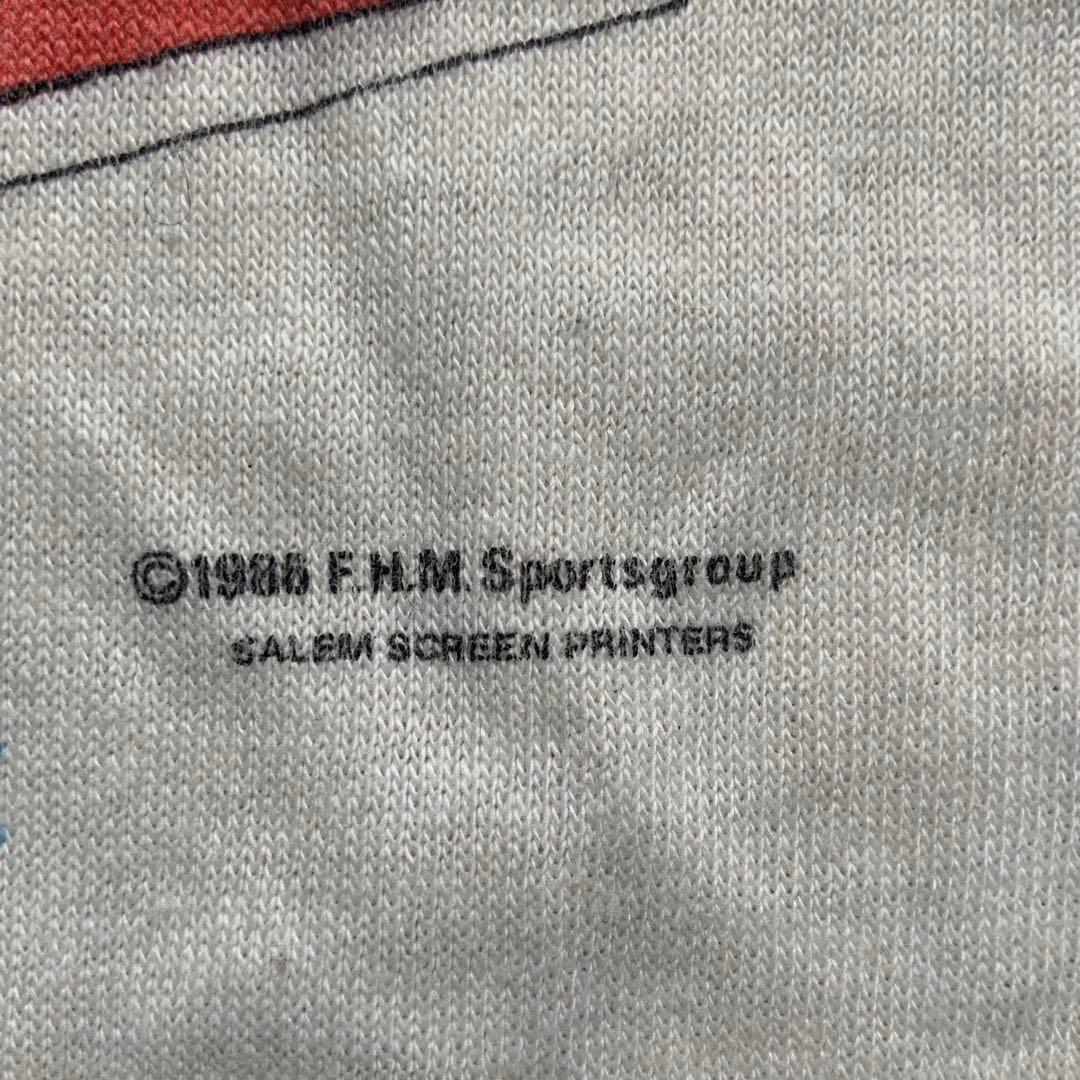 ©1986 F.H.M. Sportsgroup
SALEM SCREEN PRINTERS